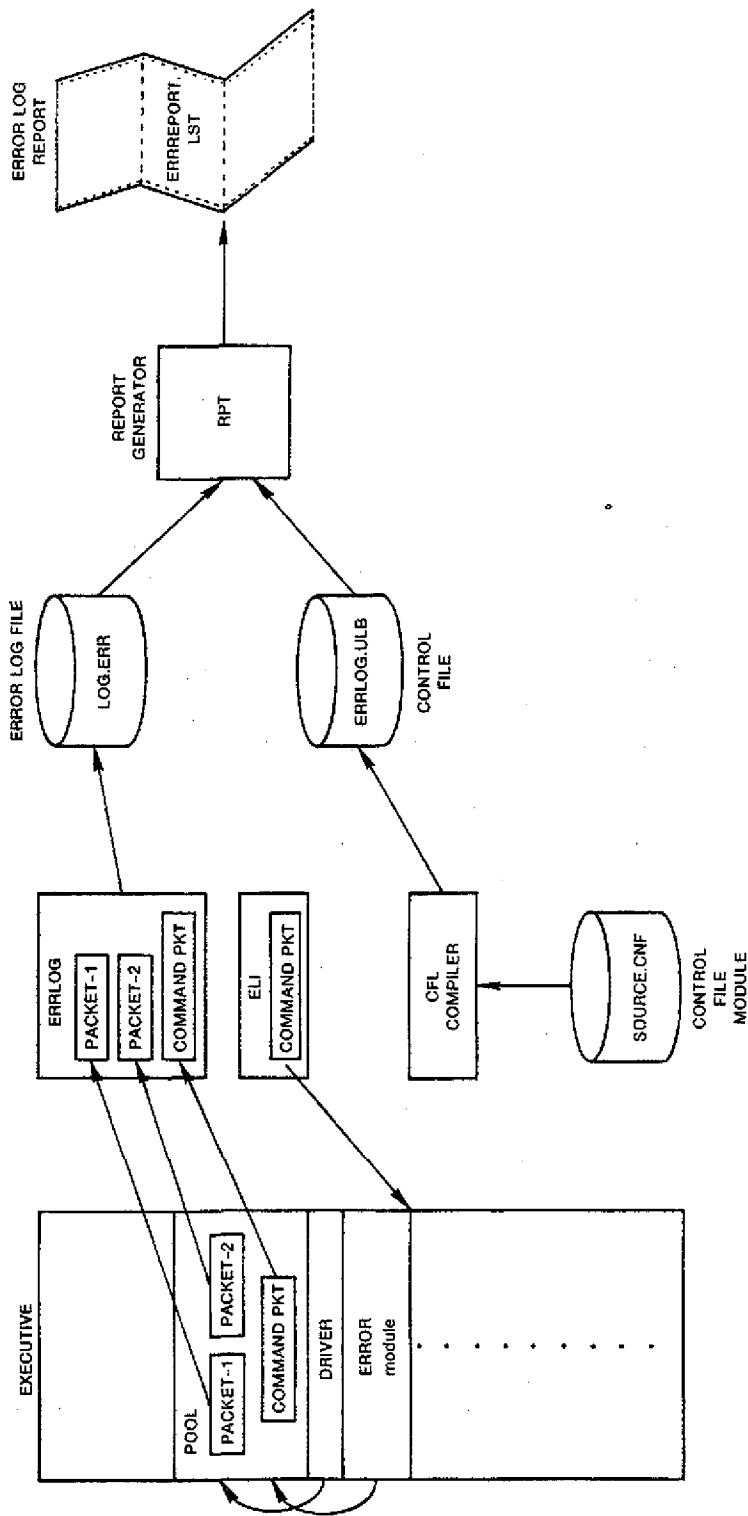 EXECUTIVE
POOL
PACKET-1
PACKET-2
COMMAND PKT
DRIVER
ERROR
module
ERRLOG
PACKET-1
PACKET-2
COMMAND PKT
ELI
COMMAND PKT
CFL
COMPILER
SOURCE.CNF
CONTROL
FILE
MODULE
ERROR LOG FILE
LOG.ERR
ERRLOG.ULB
CONTROL
FILE
REPORT
GENERATOR
RPT
ERROR LOG
REPORT
ERRREPORT.
LST